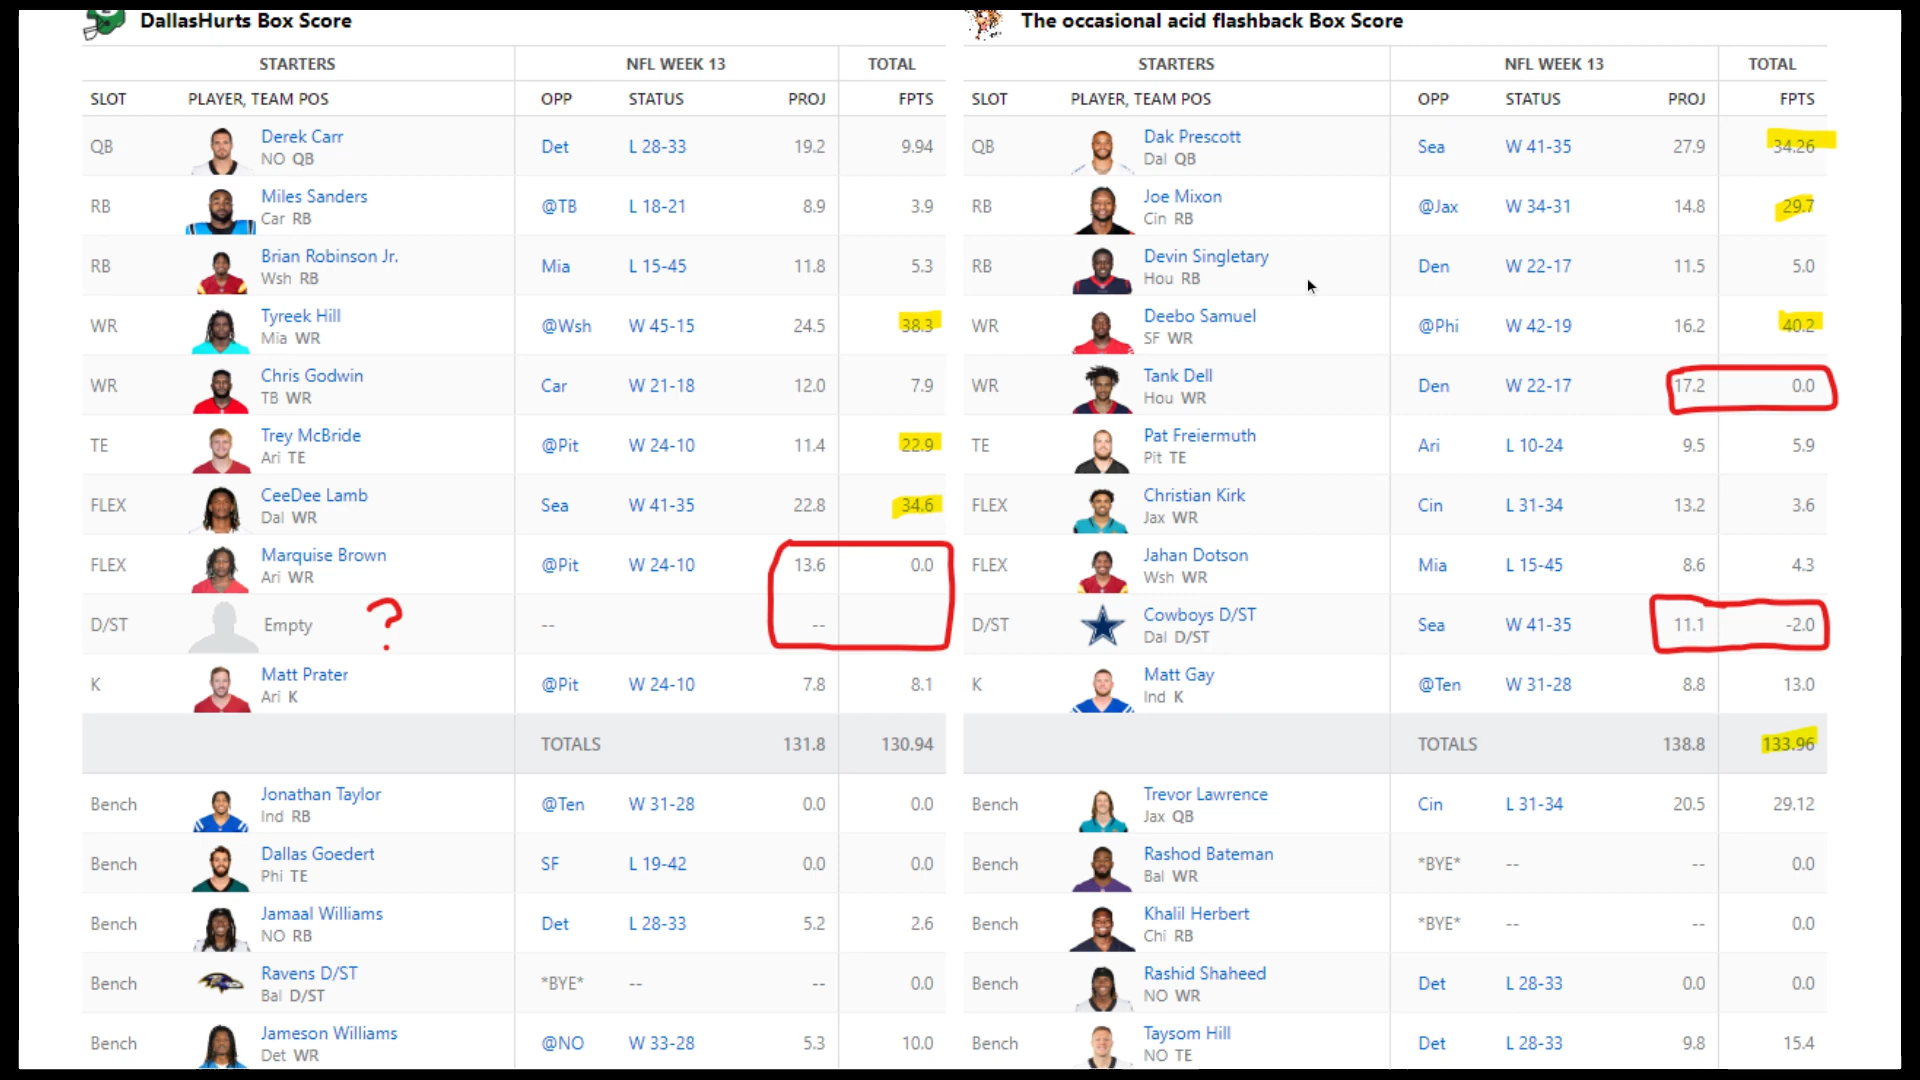 DallasHurts Box Score
STARTERS NFL WEEK 13 TOTAL
SLOT PLAYER, TEAM POS OPP STATUS PROJ FPTS
QB Derek Carr Det L 28-33 19.2 9.94
NO QB
RB Miles Sanders @TB L 18-21 8.9 3.9
Car RB
RB Brian Robinson Jr. Mia L 15-45 11.8 5.3
Wsh RB
WR Tyreek Hill @Wsh W 45-15 24.5 38.3
Mia WR
WR Chris Godwin Car W 21-18 12.0 7.9
TB WR
TE Trey McBride @Pit W 24-10 11.4 22.9
Ari TE
FLEX CeeDee Lamb Sea W 41-35 22.8 34.6
Dal WR
FLEX Marquise Brown @Pit W 24-10 13.6 0.0
Ari WR
D/ST Empty ? -- --
K Matt Prater @Pit W 24-10 7.8 8.1
Ari K
TOTALS 131.8 130.94
Bench Jonathan Taylor @Ten W 31-28 0.0 0.0
Ind RB
Bench Dallas Goedert SF L 19-42 0.0 0.0
Phi TE
Bench Jamaal Williams Det L 28-33 5.2 2.6
NO RB
Bench Ravens D/ST *BYE* -- -- 0.0
Bal D/ST
Bench Jameson Williams @NO W 33-28 5.3 10.0
Det WR
The occasional acid flashback Box Score
STARTERS NFL WEEK 13 TOTAL
SLOT PLAYER, TEAM POS OPP STATUS PROJ FPTS
QB Dak Prescott Sea W 41-35 27.9 34.26
Dal QB
RB Joe Mixon @Jax W 34-31 14.8 29.7
Cin RB
RB Devin Singletary Den W 22-17 11.5 5.0
Hou RB
WR Deebo Samuel @Phi W 42-19 16.2 40.2
SF WR
WR Tank Dell Den W 22-17 17.2 0.0
Hou WR
TE Pat Freiermuth Ari L 10-24 9.5 5.9
Pit TE
FLEX Christian Kirk Cin L 31-34 13.2 3.6
Jax WR
FLEX Jahan Dotson Mia L 15-45 8.6 4.3
Wsh WR
D/ST Cowboys D/ST Sea W 41-35 11.1 -2.0
Dal D/ST
K Matt Gay @Ten W 31-28 8.8 13.0
Ind K
TOTALS 138.8 133.96
Bench Trevor Lawrence Cin L 31-34 20.5 29.12
Jax QB
Bench Rashod Bateman *BYE* -- -- 0.0
Bal WR
Bench Khalil Herbert *BYE* -- -- 0.0
Chi RB
Bench Rashid Shaheed Det L 28-33 0.0 0.0
NO WR
Bench Taysom Hill Det L 28-33 9.8 15.4
NO TE